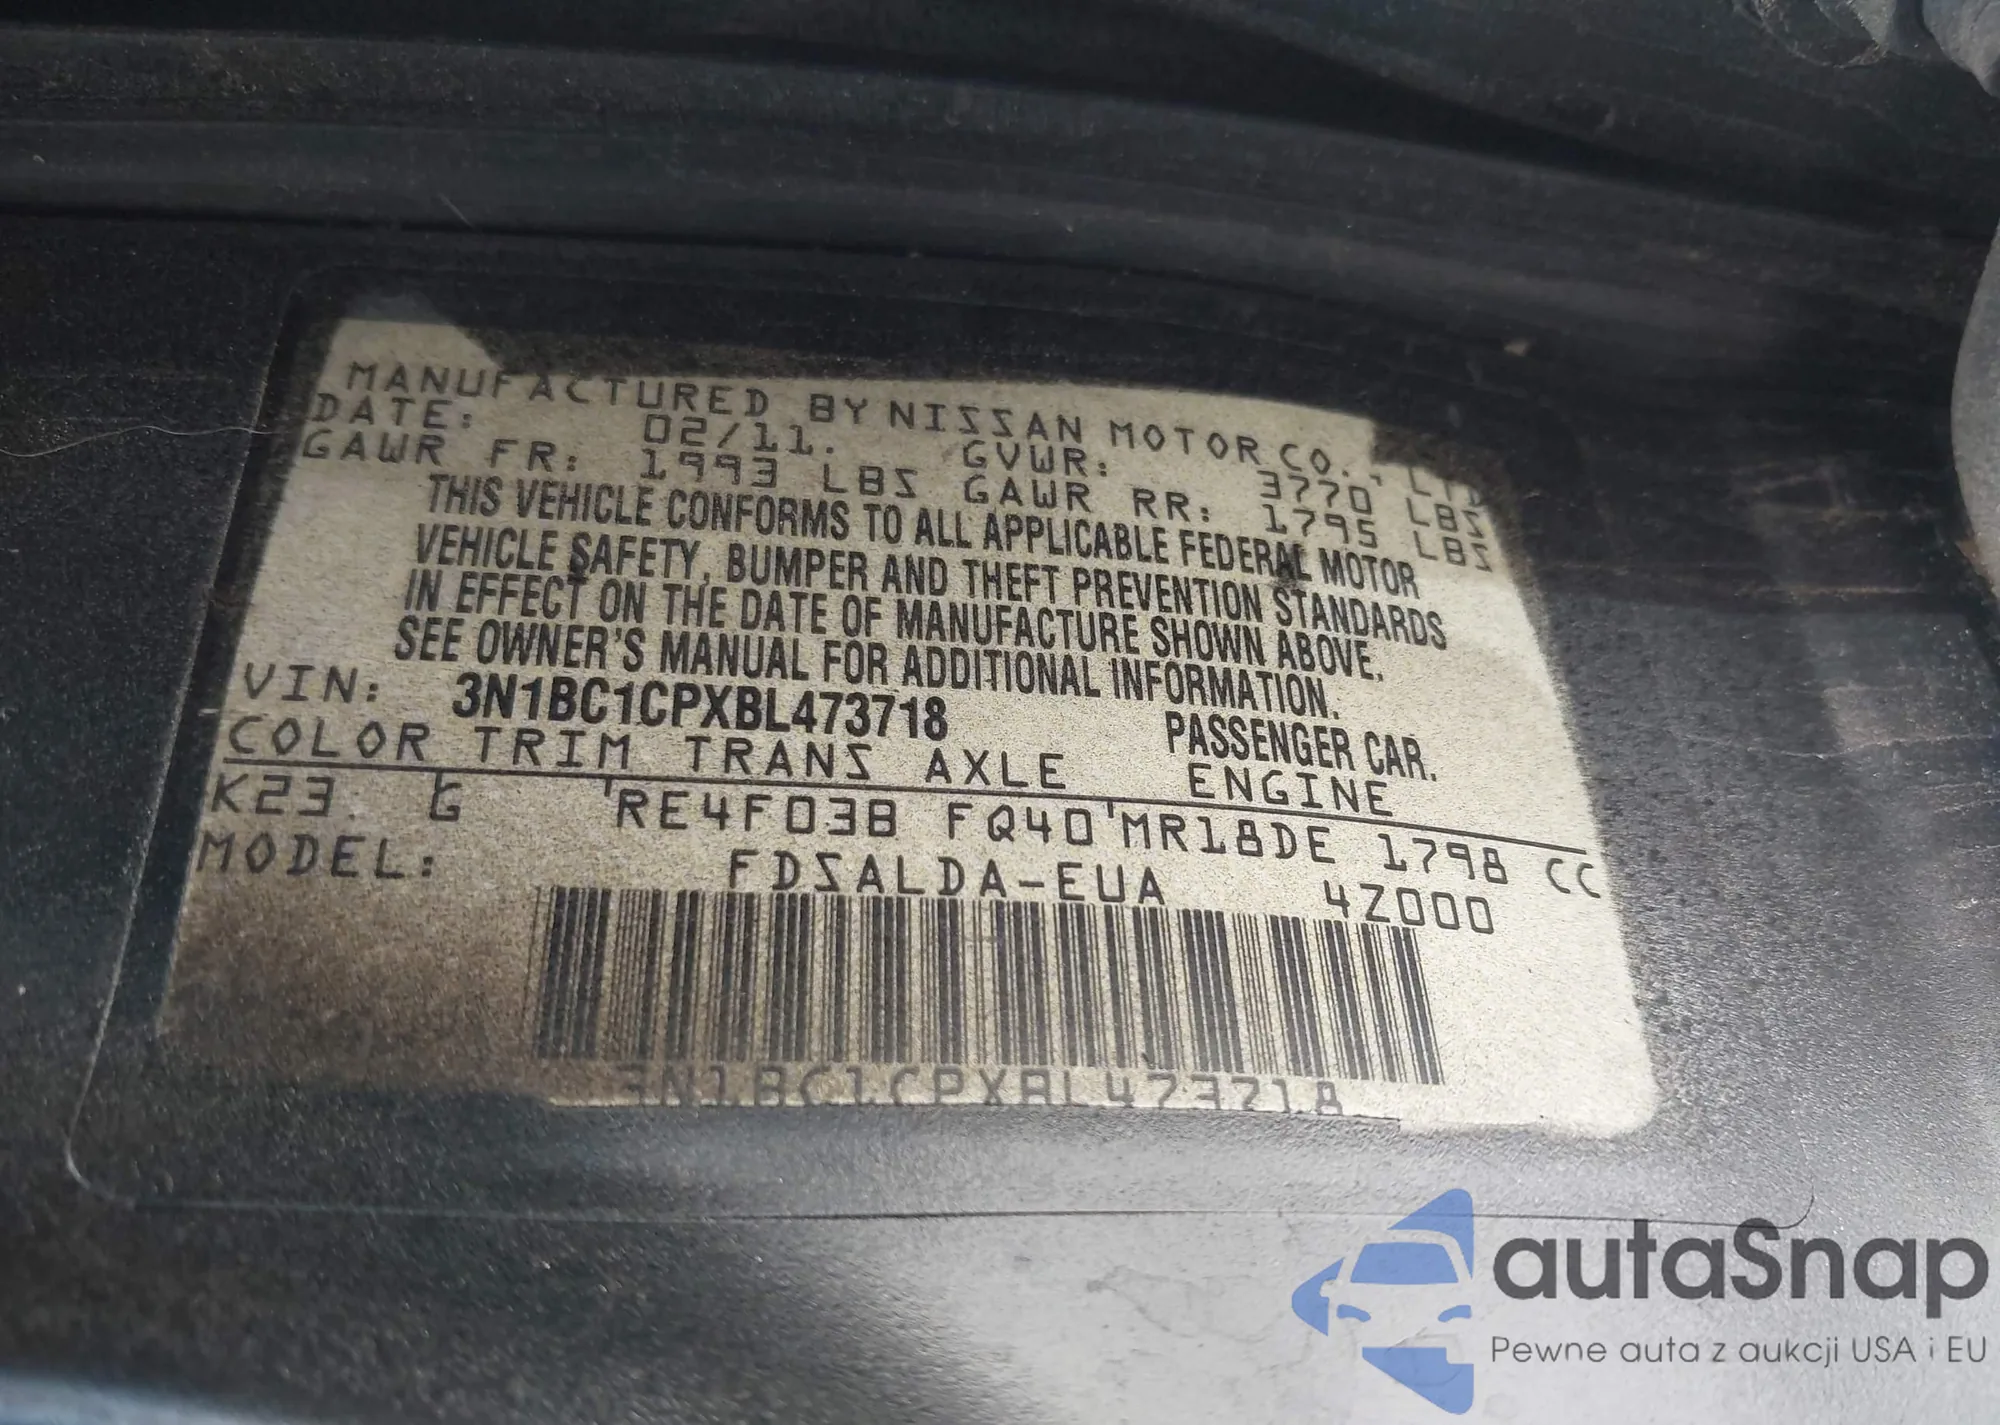 MANUFACTURED BY NISSAN MOTOR CO., LTD
DATE: 02/11. GVWR: 3770 LBS
GAWR FR: 1993 LBS GAWR RR: 1795 LBS
THIS VEHICLE CONFORMS TO ALL APPLICABLE FEDERAL MOTOR
VEHICLE SAFETY, BUMPER AND THEFT PREVENTION STANDARDS
IN EFFECT ON THE DATE OF MANUFACTURE SHOWN ABOVE.
SEE OWNER'S MANUAL FOR ADDITIONAL INFORMATION.
VIN: 3N1BC1CPXBL473718 PASSENGER CAR.
COLOR TRIM TRANS AXLE ENGINE
K23 G RE4F03B FQ40 MR18DE 1798 CC
MODEL: FDSALDA-EUA 4Z000
3N1BC1CPXBL473718
autaSnap
Pewne auta z aukcji USA i EU